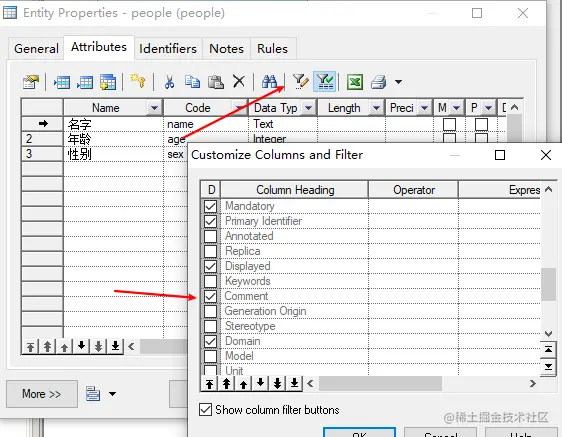 Entity Properties - people (people)
General Attributes Identifiers Notes Rules
Name Code Data Typ Length Preci M P D
名字 name Text
2 年龄 age Integer
3 性别 sex
Customize Columns and Filter
D Column Heading Operator Expres
Mandatory
Primary Identifier
Annotated
Replica
Displayed
Keywords
Comment
Generation Origin
Stereotype
Domain
Model
Unit
More >>
Show column filter buttons
OK Cancel Help
@稀土掘金技术社区